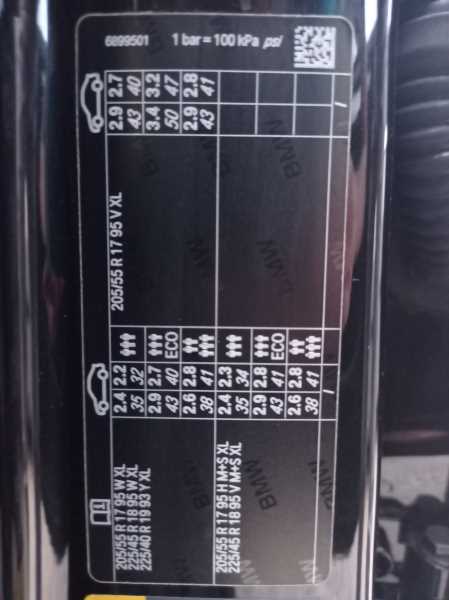 6899501 1 bar = 100 kPa psi
205/55 R 17 95 W XL
225/45 R 18 95 W XL
225/40 R 19 93 Y XL
2.4 2.2
35 32
2.9 2.7
43 40 ECO
2.6 2.8
38 41
205/55 R 17 95 V XL
2.9 2.7
43 40
3.4 3.2
50 47
2.9 2.8
43 41
205/55 R 17 95 H M+S XL
225/45 R 18 95 V M+S XL
2.4 2.3
35 34
2.9 2.8
43 41 ECO
2.6 2.8
38 41
/ / /
BMW
BMW
BMW
BMW